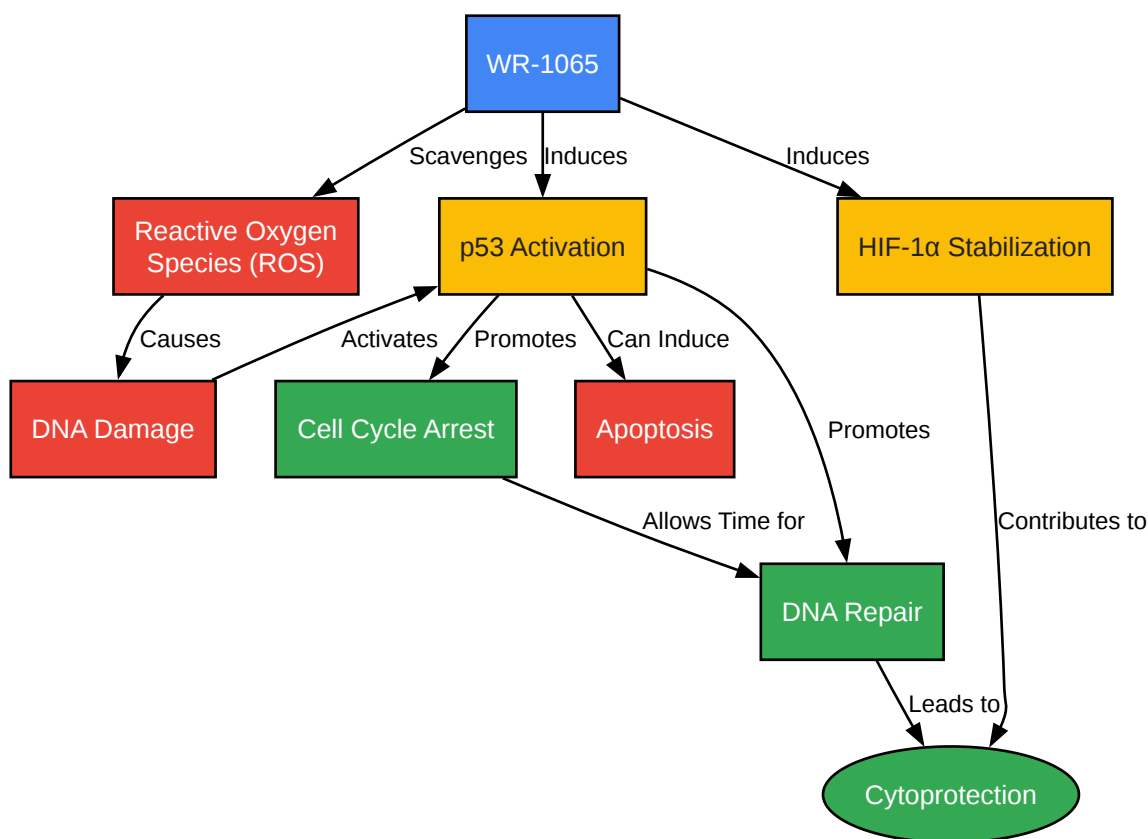 WR-1065
Scavenges
Induces
Induces
Reactive Oxygen
Species (ROS)
p53 Activation
HIF-1α Stabilization
Causes
Activates
Promotes
Can Induce
DNA Damage
Cell Cycle Arrest
Apoptosis
Promotes
Allows Time for
Contributes to
DNA Repair
Leads to
Cytoprotection